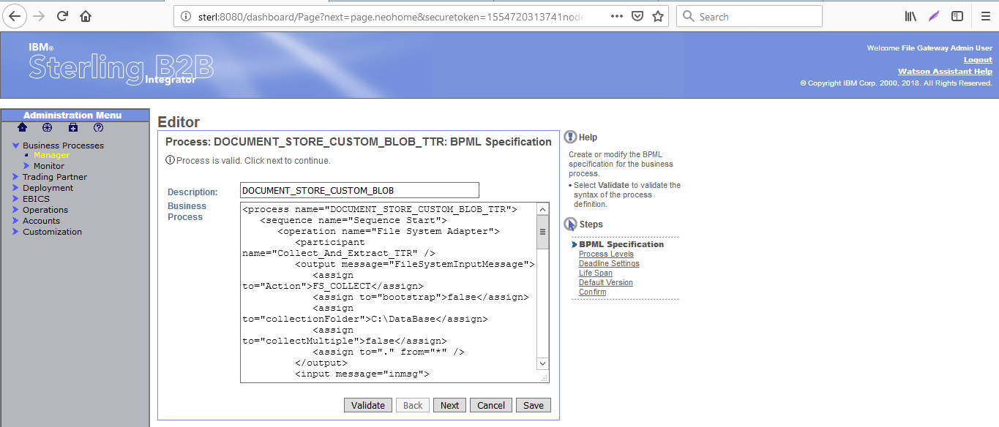 sterl:8080/dashboard/Page?next=page.neohome&securetoken=1554720313741node
Search
IBM®
Sterling B2B
Integrator
Welcome File Gateway Admin User
Logout
Watson Assistant Help
© Copyright IBM Corp. 2000, 2018. All Rights Reserved.
Administration Menu
Business Processes
Manager
Monitor
Trading Partner
Deployment
EBICS
Operations
Accounts
Customization
Editor
Process: DOCUMENT_STORE_CUSTOM_BLOB_TTR: BPML Specification
Process is valid. Click next to continue.
Description:
DOCUMENT_STORE_CUSTOM_BLOB
Business
Process
<process name="DOCUMENT_STORE_CUSTOM_BLOB_TTR">
<sequence name="Sequence Start">
<operation name="File System Adapter">
<participant
name="Collect_And_Extract_TTR" />
<output message="FileSystemInputMessage">
<assign
to="Action">FS_COLLECT</assign>
<assign to="bootstrap">false</assign>
<assign
to="collectionFolder">C:\DataBase</assign>
<assign
to="collectMultiple">false</assign>
<assign to="." from="*" />
</output>
<input message="inmsg">
Validate
Back
Next
Cancel
Save
Help
Create or modify the BPML
specification for the business
process.
• Select Validate to validate the
syntax of the process
definition.
Steps
BPML Specification
Process Levels
Deadline Settings
Life Span
Default Version
Confirm